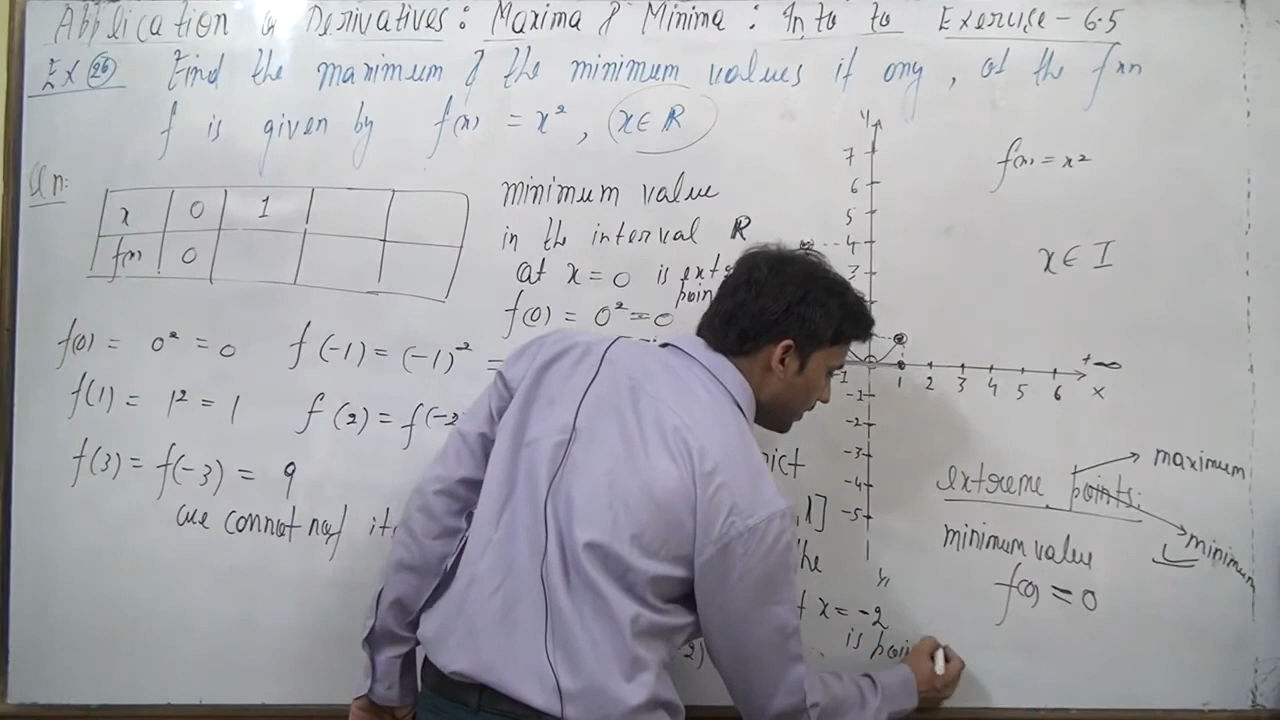 Application of Derivatives: Maxima & Minima: Into to Exercise-6.5
Ex 26 Find the maximum & the minimum values if any, of the fxn
f is given by f(x) = x², x ∈ R
x 0 1
f(x) 0
f(0) = 0² = 0 f(-1) = (-1)² =
f(1) = 1² = 1 f(2) = f(-2
f(3) = f(-3) = 9
we cannot
minimum value
in the interval R
at x = 0 is
f(0) = 0² = 0
, 1]
x = -2
is
2)
Y
7
6
5
4
3
-1 1 2 3 4 5 6 +∞
x
-1
-2
-3
-4
-5
f(x) = x²
x ∈ I
extreme points:
maximum
minimum
minimum value
f(0) = 0